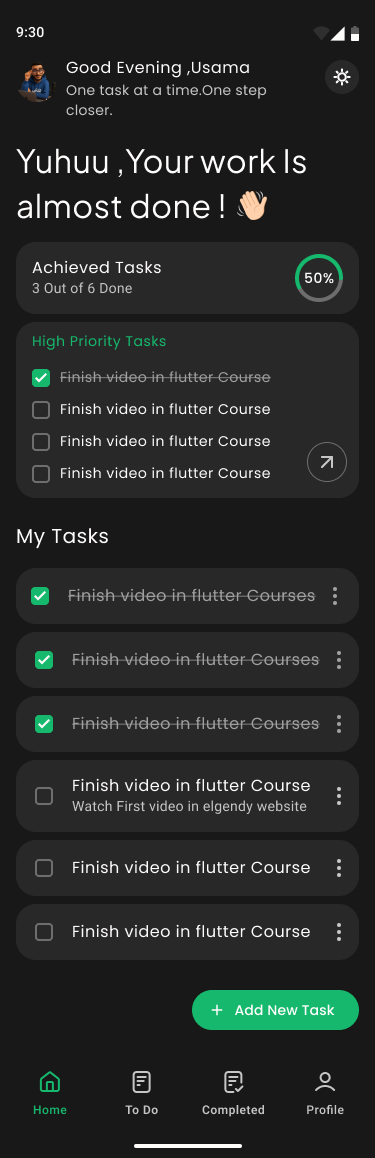 9:30
Good Evening ,Usama
One task at a time.One step
closer.
Yuhuu ,Your work Is
almost done ! 👋🏻
Achieved Tasks
3 Out of 6 Done
50%
High Priority Tasks
Finish video in flutter Course
Finish video in flutter Course
Finish video in flutter Course
Finish video in flutter Course
My Tasks
Finish video in flutter Courses
Finish video in flutter Courses
Finish video in flutter Courses
Finish video in flutter Course
Watch First video in elgendy website
Finish video in flutter Course
Finish video in flutter Course
+ Add New Task
Home To Do Completed Profile